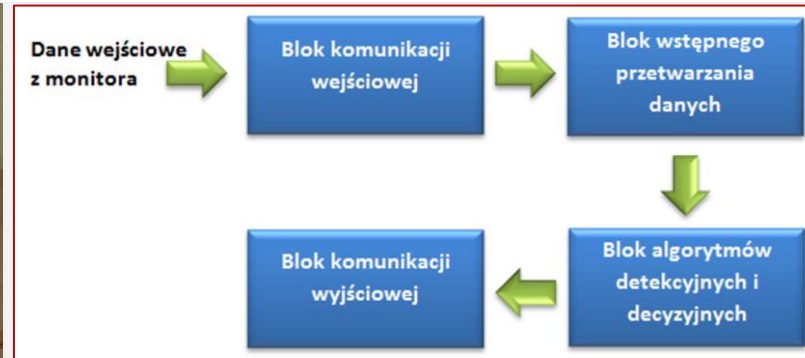 Dane wejściowe
z monitora
Blok komunikacji
wejściowej
Blok wstępnego
przetwarzania
danych
Blok algorytmów
detekcyjnych i
decyzyjnych
Blok komunikacji
wyjściowej